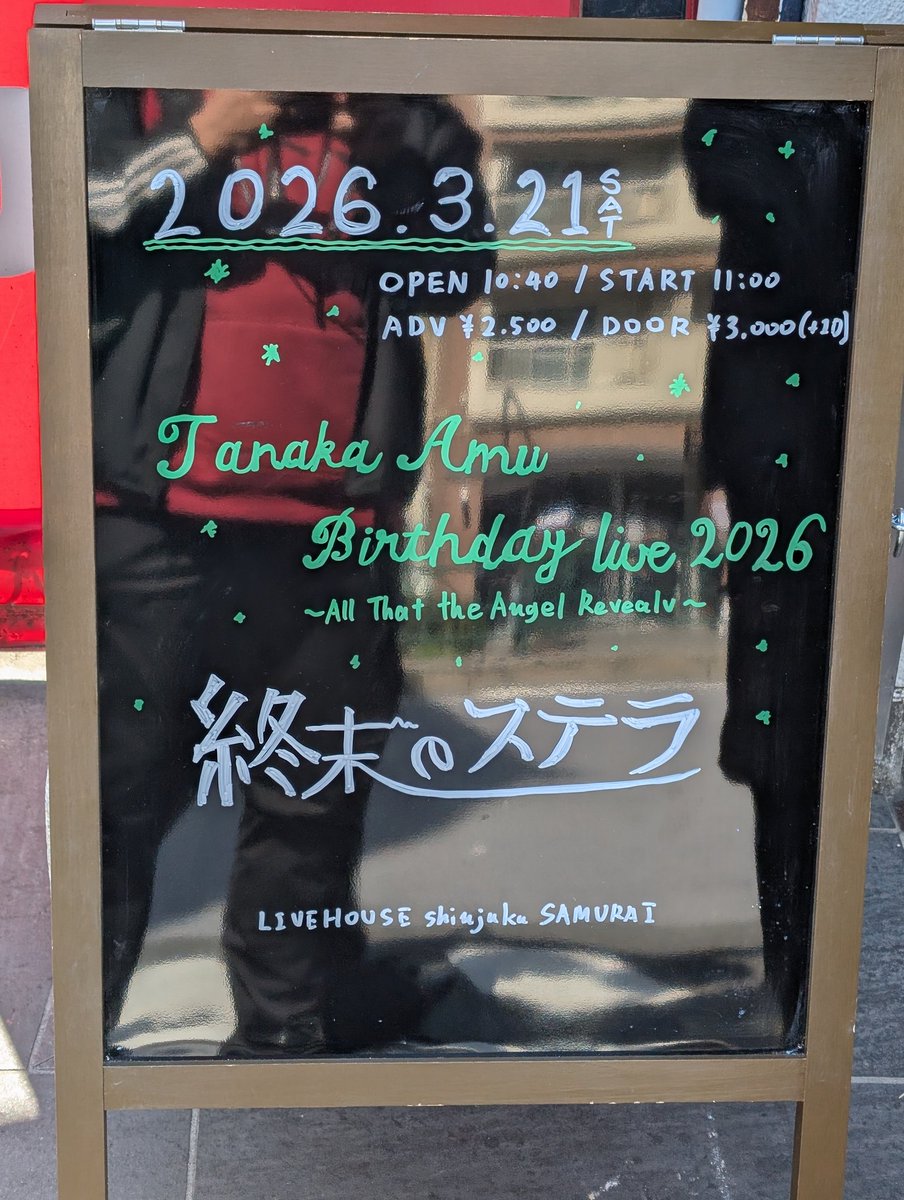 2026.3.21 SAT
OPEN 10:40 / START 11:00
ADV ¥2.500 / DOOR ¥3.000(+1D)
Tanaka Amu
Birthday live 2026
~All That the Angel Revealv~
終末のステラ
LIVEHOUSE shinjuku SAMURAI